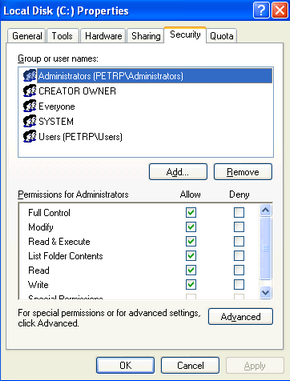 Local Disk (C:) Properties
General Tools Hardware Sharing Security Quota
Group or user names:
Administrators (PETRP\Administrators)
CREATOR OWNER
Everyone
SYSTEM
Users (PETRP\Users)
Add... Remove
Permissions for Administrators Allow Deny
Full Control
Modify
Read & Execute
List Folder Contents
Read
Write
Special Permissions
For special permissions or for advanced settings,
click Advanced.
Advanced
OK Cancel Apply